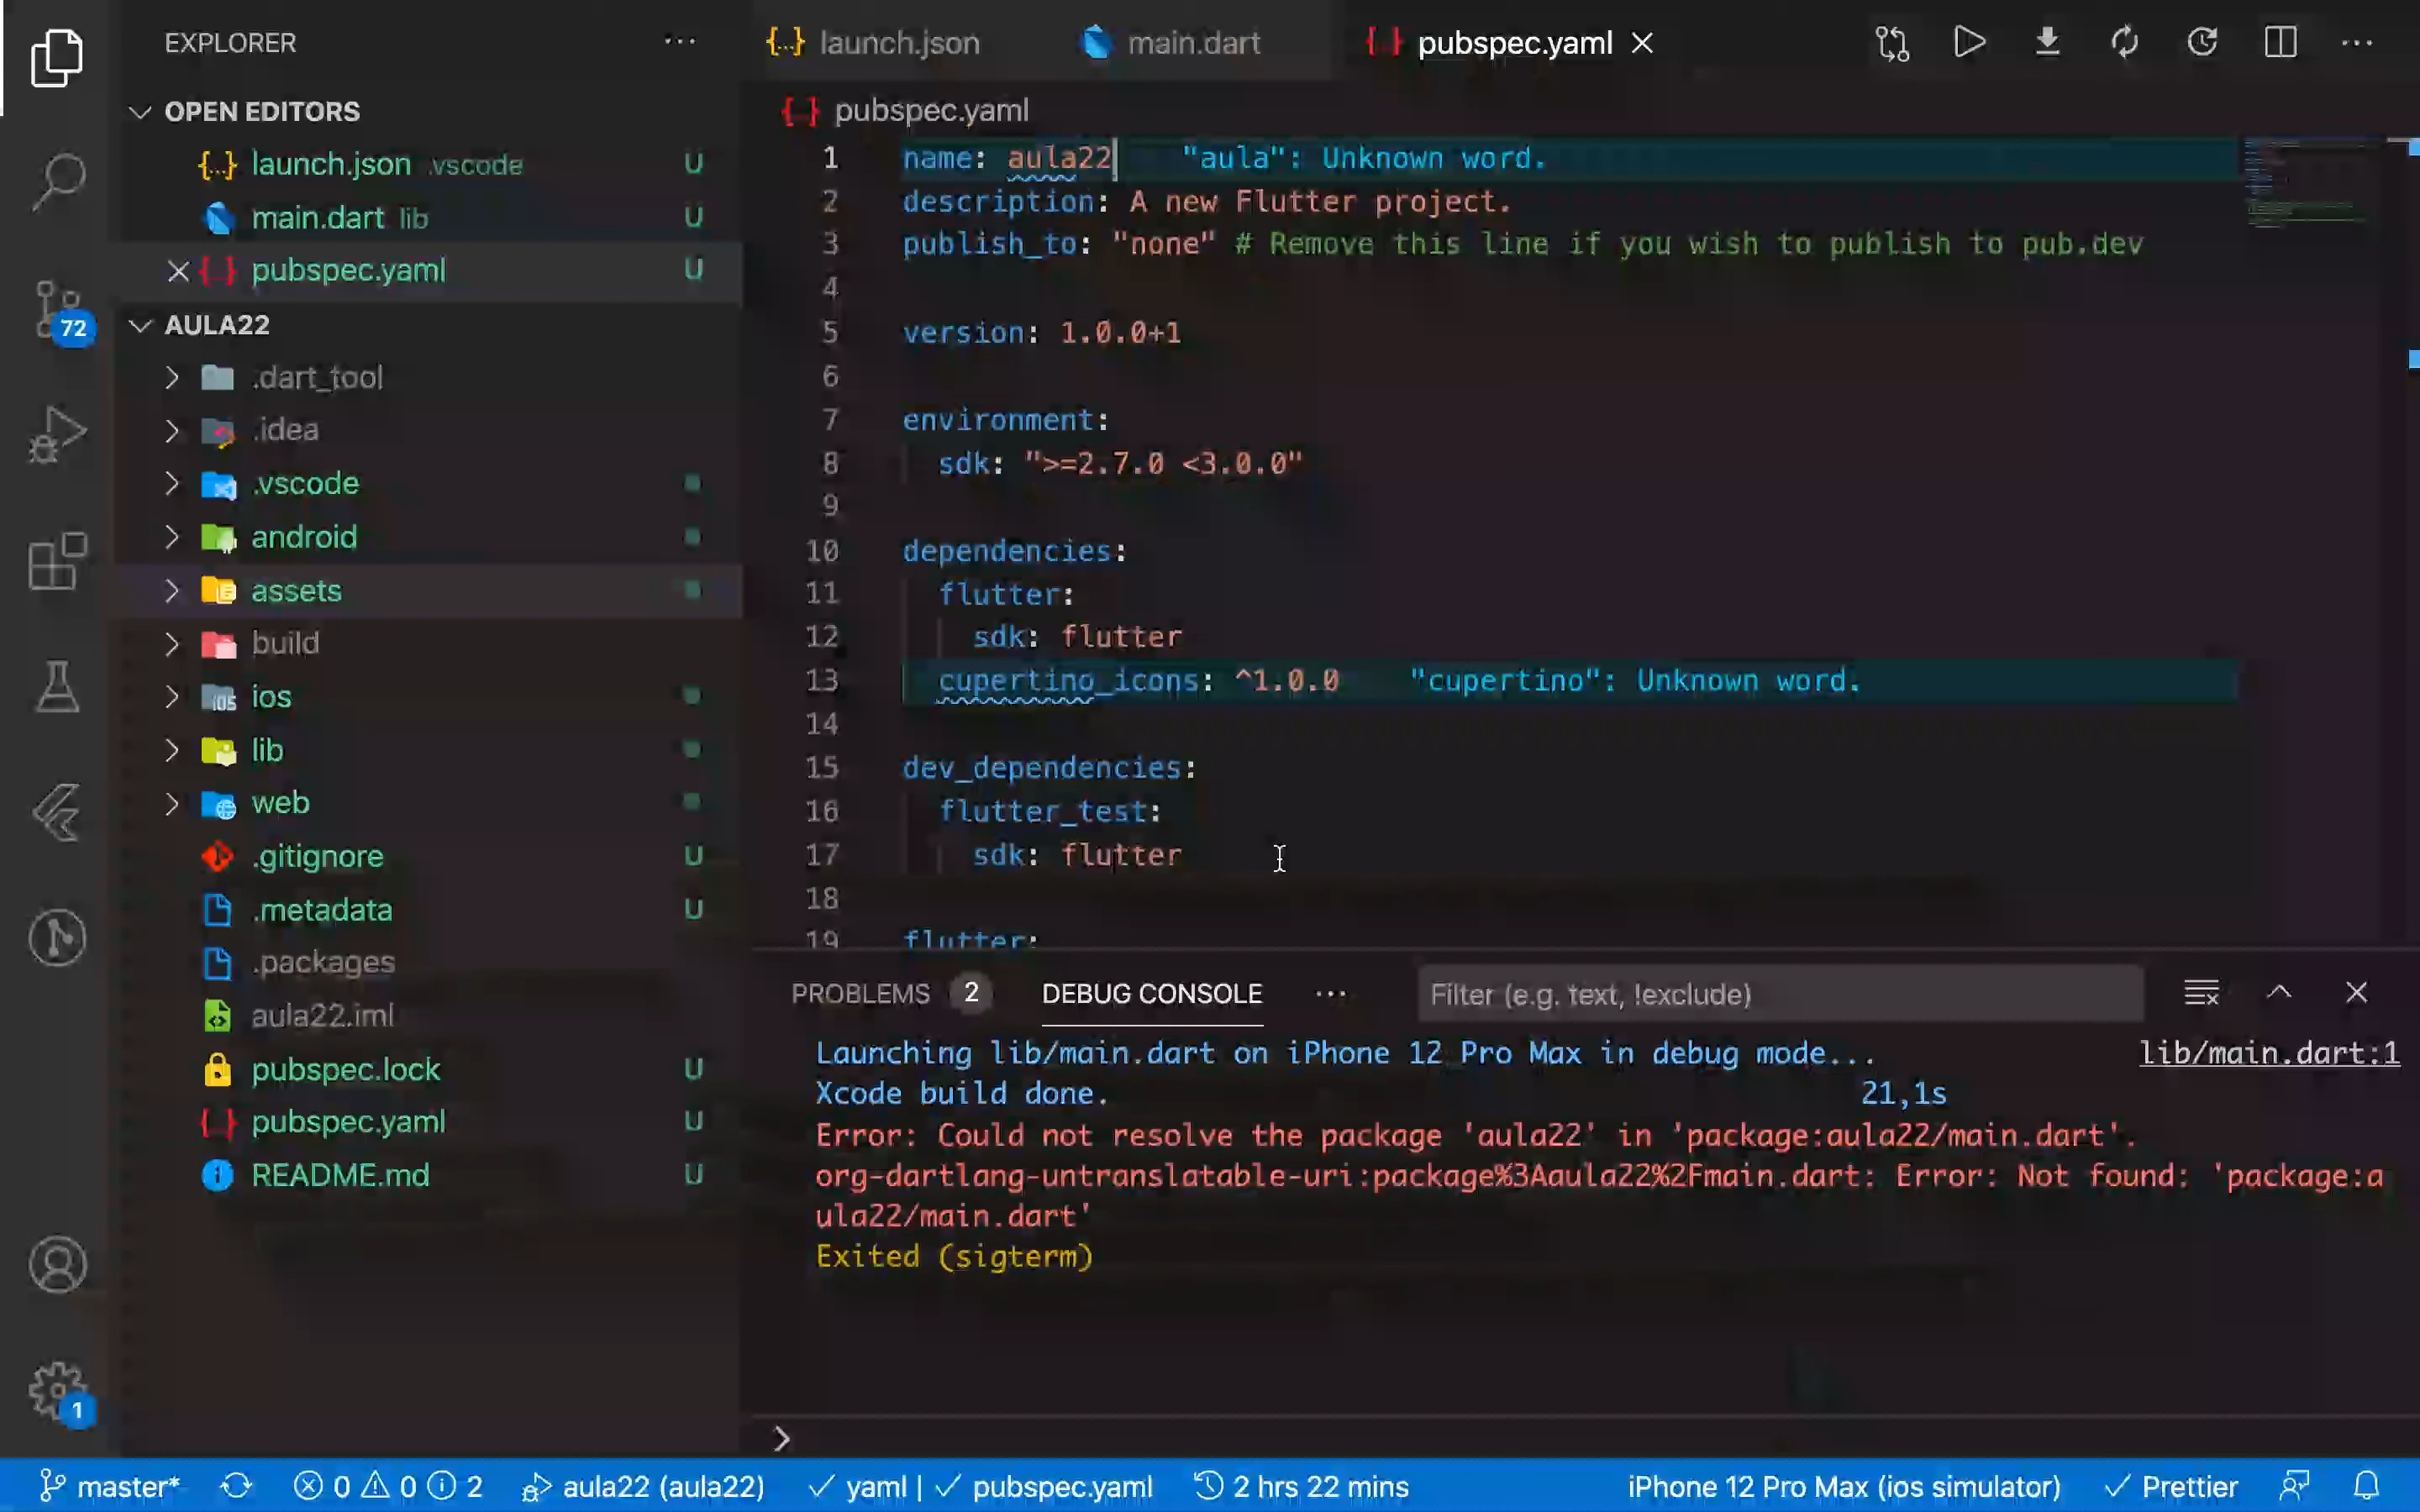 EXPLORER
OPEN EDITORS
launch.json .vscode U
main.dart lib U
pubspec.yaml U
72
AULA22
.dart_tool
.idea
.vscode
android
assets
build
ios
lib
web
.gitignore U
.metadata U
.packages
aula22.iml
pubspec.lock U
pubspec.yaml U
README.md U
1
launch.json main.dart pubspec.yaml
pubspec.yaml
1 name: aula22 "aula": Unknown word.
2 description: A new Flutter project.
3 publish_to: "none" # Remove this line if you wish to publish to pub.dev
4
5 version: 1.0.0+1
6
7 environment:
8 sdk: ">=2.7.0 <3.0.0"
9
10 dependencies:
11 flutter:
12 sdk: flutter
13 cupertino_icons: ^1.0.0 "cupertino": Unknown word.
14
15 dev_dependencies:
16 flutter_test:
17 sdk: flutter
18
19 flutter:
PROBLEMS 2 DEBUG CONSOLE Filter (e.g. text, !exclude)
Launching lib/main.dart on iPhone 12 Pro Max in debug mode... lib/main.dart:1
Xcode build done. 21,1s
Error: Could not resolve the package 'aula22' in 'package:aula22/main.dart'.
org-dartlang-untranslatable-uri:package%3Aaula22%2Fmain.dart: Error: Not found: 'package:a
ula22/main.dart'
Exited (sigterm)
master* 0 0 2 aula22 (aula22) yaml | pubspec.yaml 2 hrs 22 mins iPhone 12 Pro Max (ios simulator) Prettier